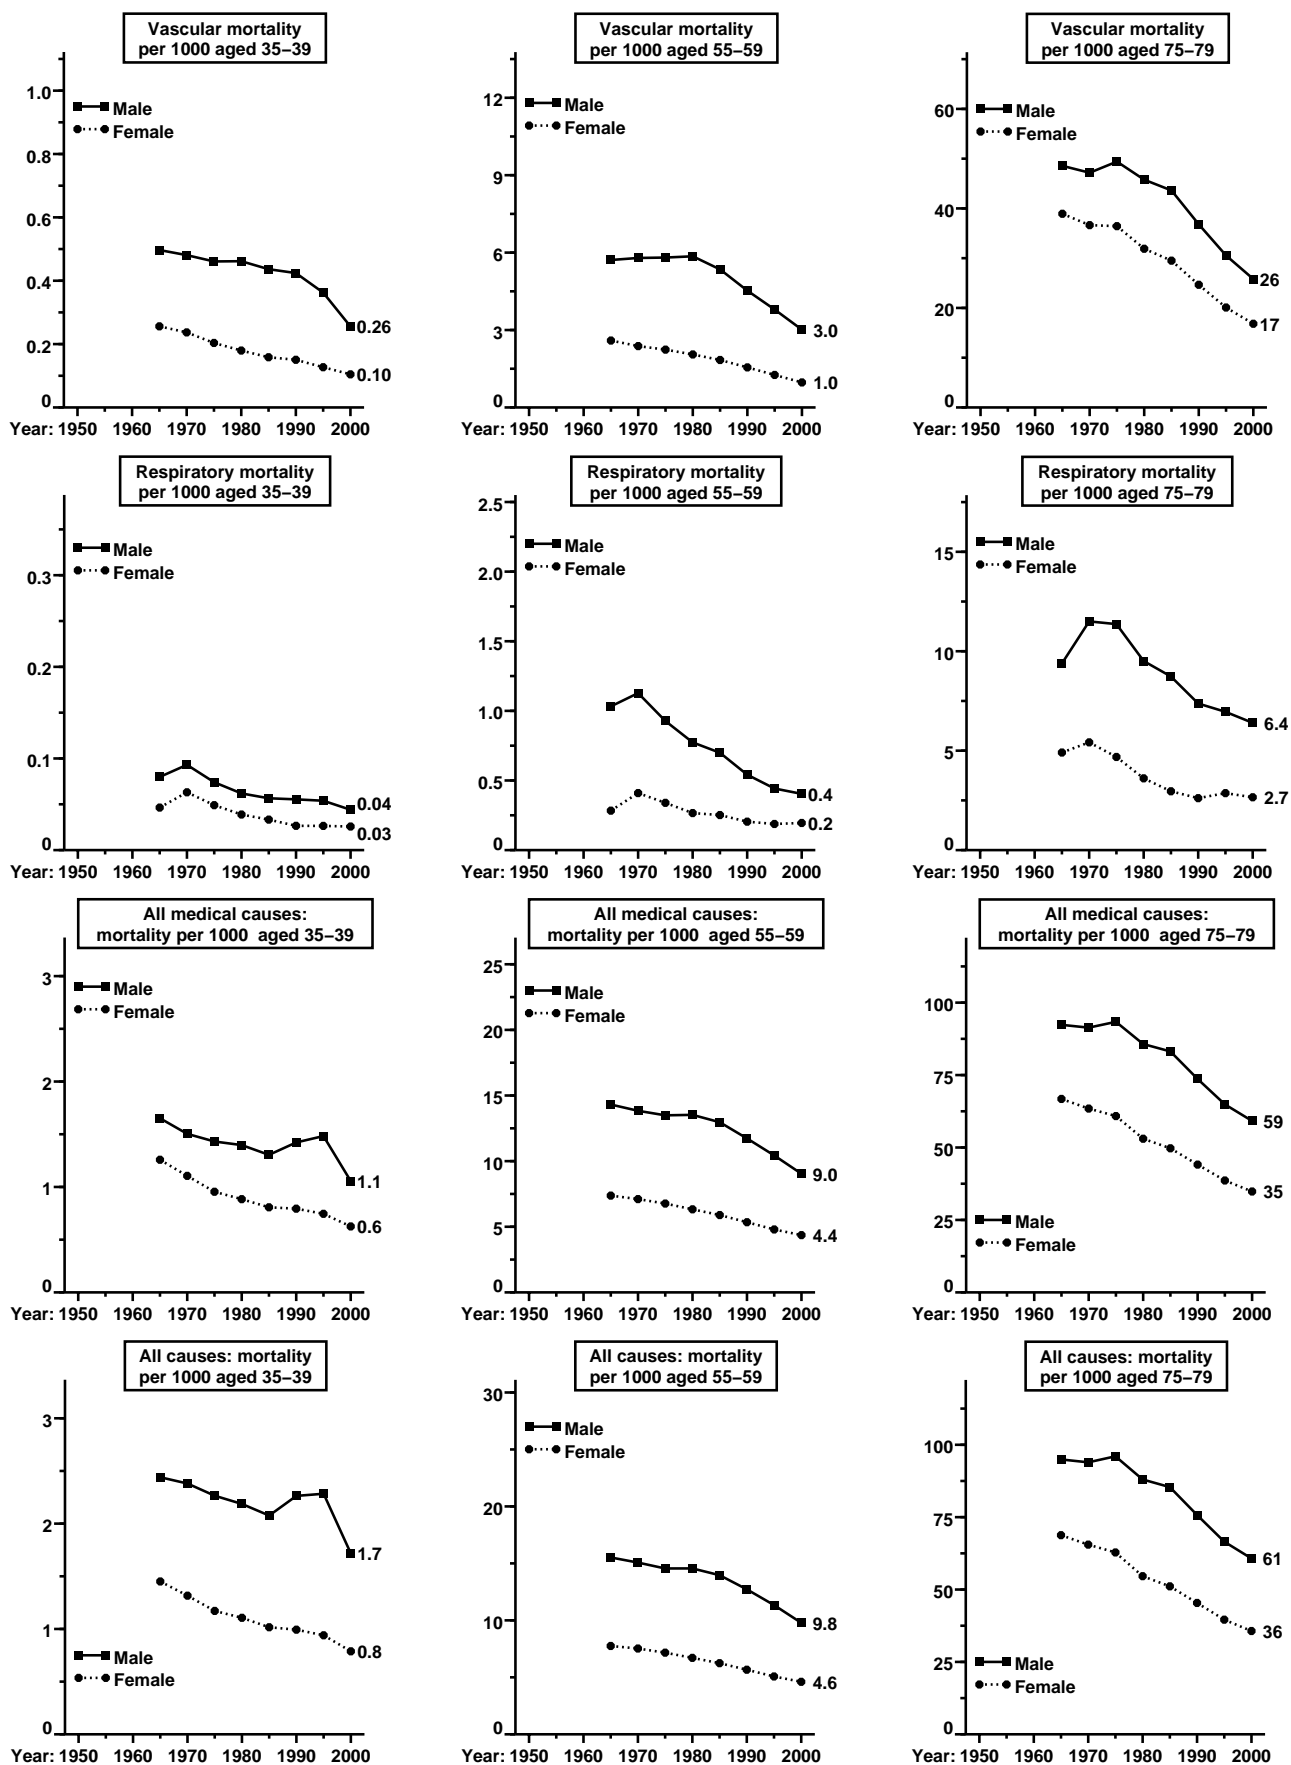 Vascular mortality
per 1000 aged 35–39
1.0
0.8
0.6
0.4
0.2
0
Male
Female
0.26
0.10
Year: 1950 1960 1970 1980 1990 2000
Vascular mortality
per 1000 aged 55–59
12
9
6
3
0
Male
Female
3.0
1.0
1950 1960 1970 1980 1990 2000
Vascular mortality
per 1000 aged 75–79
60
40
20
0
Male
Female
26
17
Year: 1950 1960 1970 1980 1990 2000
Respiratory mortality
per 1000 aged 35–39
0.3
0.2
0.1
0
Male
Female
0.04
0.03
Year: 1950 1960 1970 1980 1990 2000
Respiratory mortality
per 1000 aged 55–59
2.5
2.0
1.5
1.0
0.5
0
Male
Female
0.4
0.2
Year: 1950 1960 1970 1980 1990 2000
Respiratory mortality
per 1000 aged 75–79
15
10
5
0
Male
Female
6.4
2.7
Year: 1950 1960 1970 1980 1990 2000
All medical causes:
mortality per 1000 aged 35–39
3
2
1
0
Male
Female
1.1
0.6
Year: 1950 1960 1970 1980 1990 2000
All medical causes:
mortality per 1000 aged 55–59
25
20
15
10
5
0
Male
Female
9.0
4.4
Year: 1950 1960 1970 1980 1990 2000
All medical causes:
mortality per 1000 aged 75–79
100
75
50
25
0
Male
Female
59
35
Year: 1950 1960 1970 1980 1990 2000
All causes: mortality
per 1000 aged 35–39
3
2
1
0
Male
Female
1.7
0.8
Year: 1950 1960 1970 1980 1990 2000
All causes: mortality
per 1000 aged 55–59
30
20
10
0
Male
Female
9.8
4.6
Year: 1950 1960 1970 1980 1990 2000
All causes: mortality
per 1000 aged 75–79
100
75
50
25
0
Male
Female
61
36
Year: 1950 1960 1970 1980 1990 2000